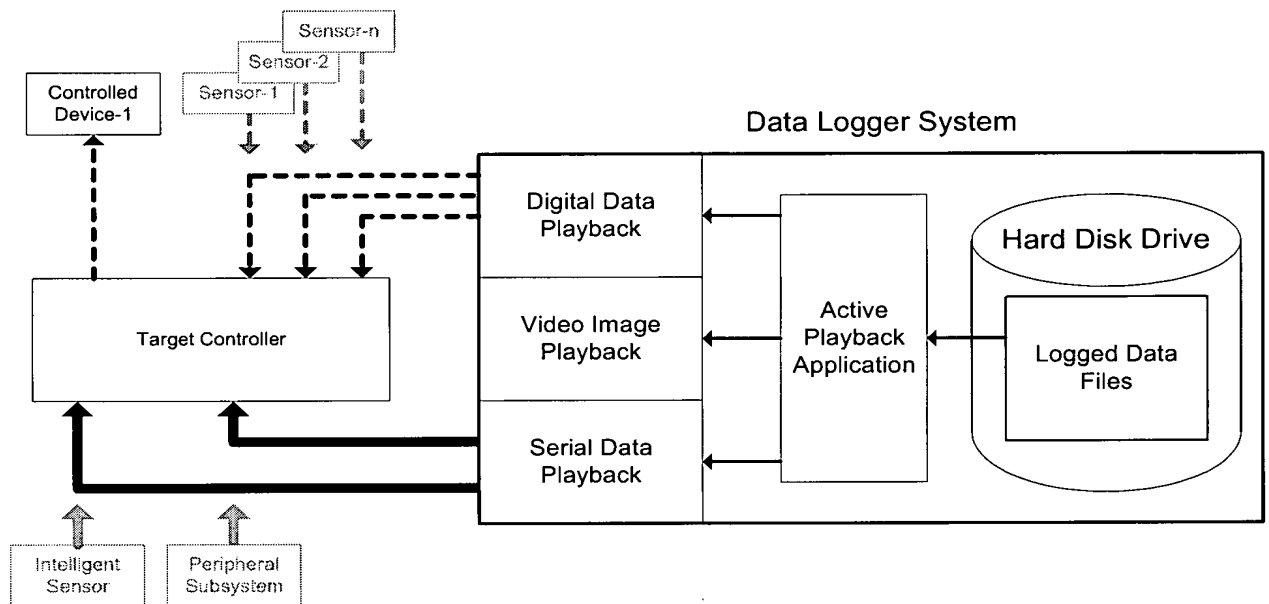 Sensor-n
Sensor-2
Sensor-1
Controlled
Device-1
Data Logger System
Digital Data
Playback
Hard Disk Drive
Target Controller
Video Image
Playback
Active
Playback
Application
Logged Data
Files
Serial Data
Playback
Intelligent
Sensor
Peripheral
Subsystem